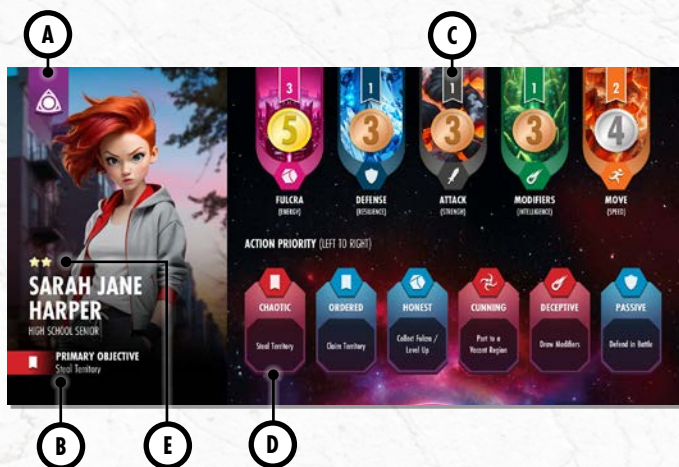 A
C
3
1
1
1
2
5
3
3
3
4
FULCRA
(ENERGY)
DEFENSE
(RESILIENCE)
ATTACK
(STRENGH)
MODIFIERS
(INTELLIGENCE)
MOVE
(SPEED)
ACTION PRIORITY (LEFT TO RIGHT)
SARAH JANE
HARPER
HIGH SCHOOL SENIOR
PRIMARY OBJECTIVE
Steal Territory
CHAOTIC
Steal Territory
ORDERED
Claim Territory
HONEST
Collect Fulcra /
Level Up
CUNNING
Port to a
Vacant Region
DECEPTIVE
Draw Modifiers
PASSIVE
Defend in Battle
B
E
D